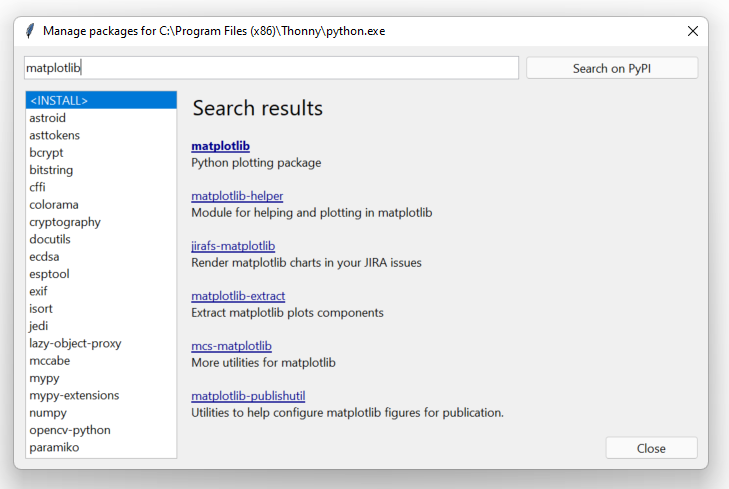 Manage packages for C:\Program Files (x86)\Thonny\python.exe
matplotlib
Search on PyPI
<INSTALL>
astroid
asttokens
bcrypt
bitstring
cffi
colorama
cryptography
docutils
ecdsa
esptool
exif
isort
jedi
lazy-object-proxy
mccabe
mypy
mypy-extensions
numpy
opencv-python
paramiko
Search results
matplotlib
Python plotting package
matplotlib-helper
Module for helping and plotting in matplotlib
jirafs-matplotlib
Render matplotlib charts in your JIRA issues
matplotlib-extract
Extract matplotlib plots components
mcs-matplotlib
More utilities for matplotlib
matplotlib-publishutil
Utilities to help configure matplotlib figures for publication.
Close